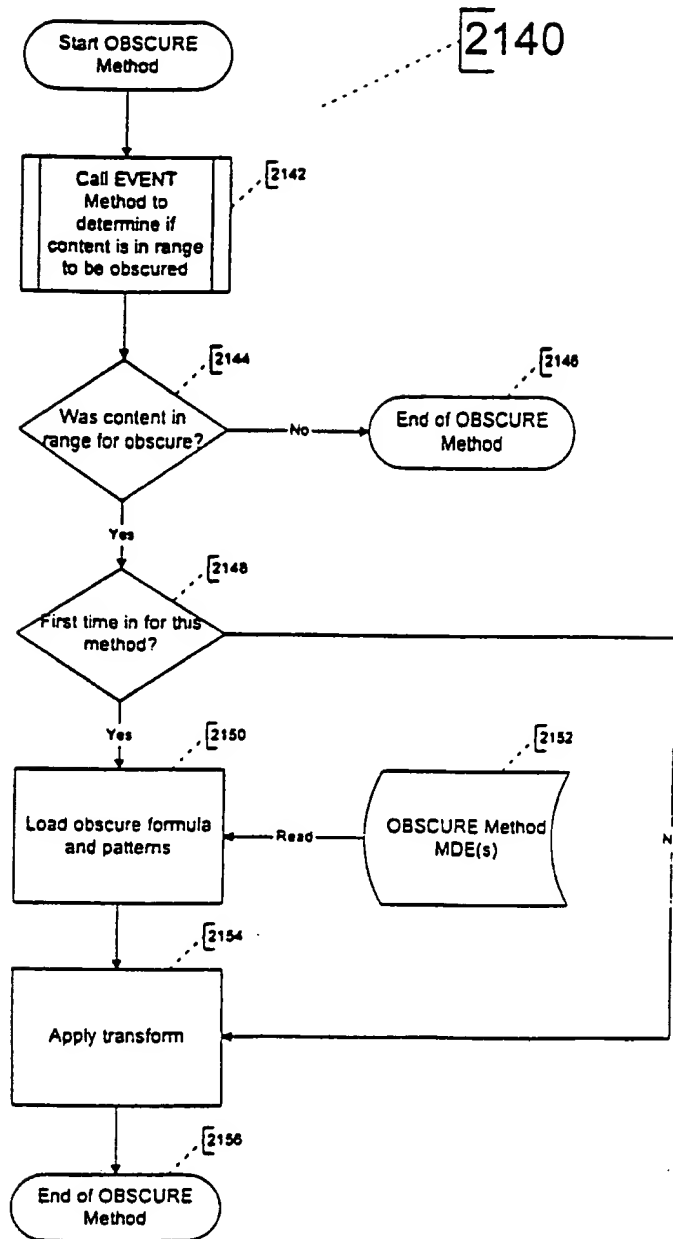 Start OBSCURE
Method
2140
Call EVENT
Method to
determine if
content is in range
to be obscured
2142
2144
2146
Was content in
range for obscure?
No
End of OBSCURE
Method
Yes
2148
First time in for this
method?
Yes
2150
2152
Load obscure formula
and patterns
Read
OBSCURE Method
MDE(s)
N
2154
Apply transform
2156
End of OBSCURE
Method